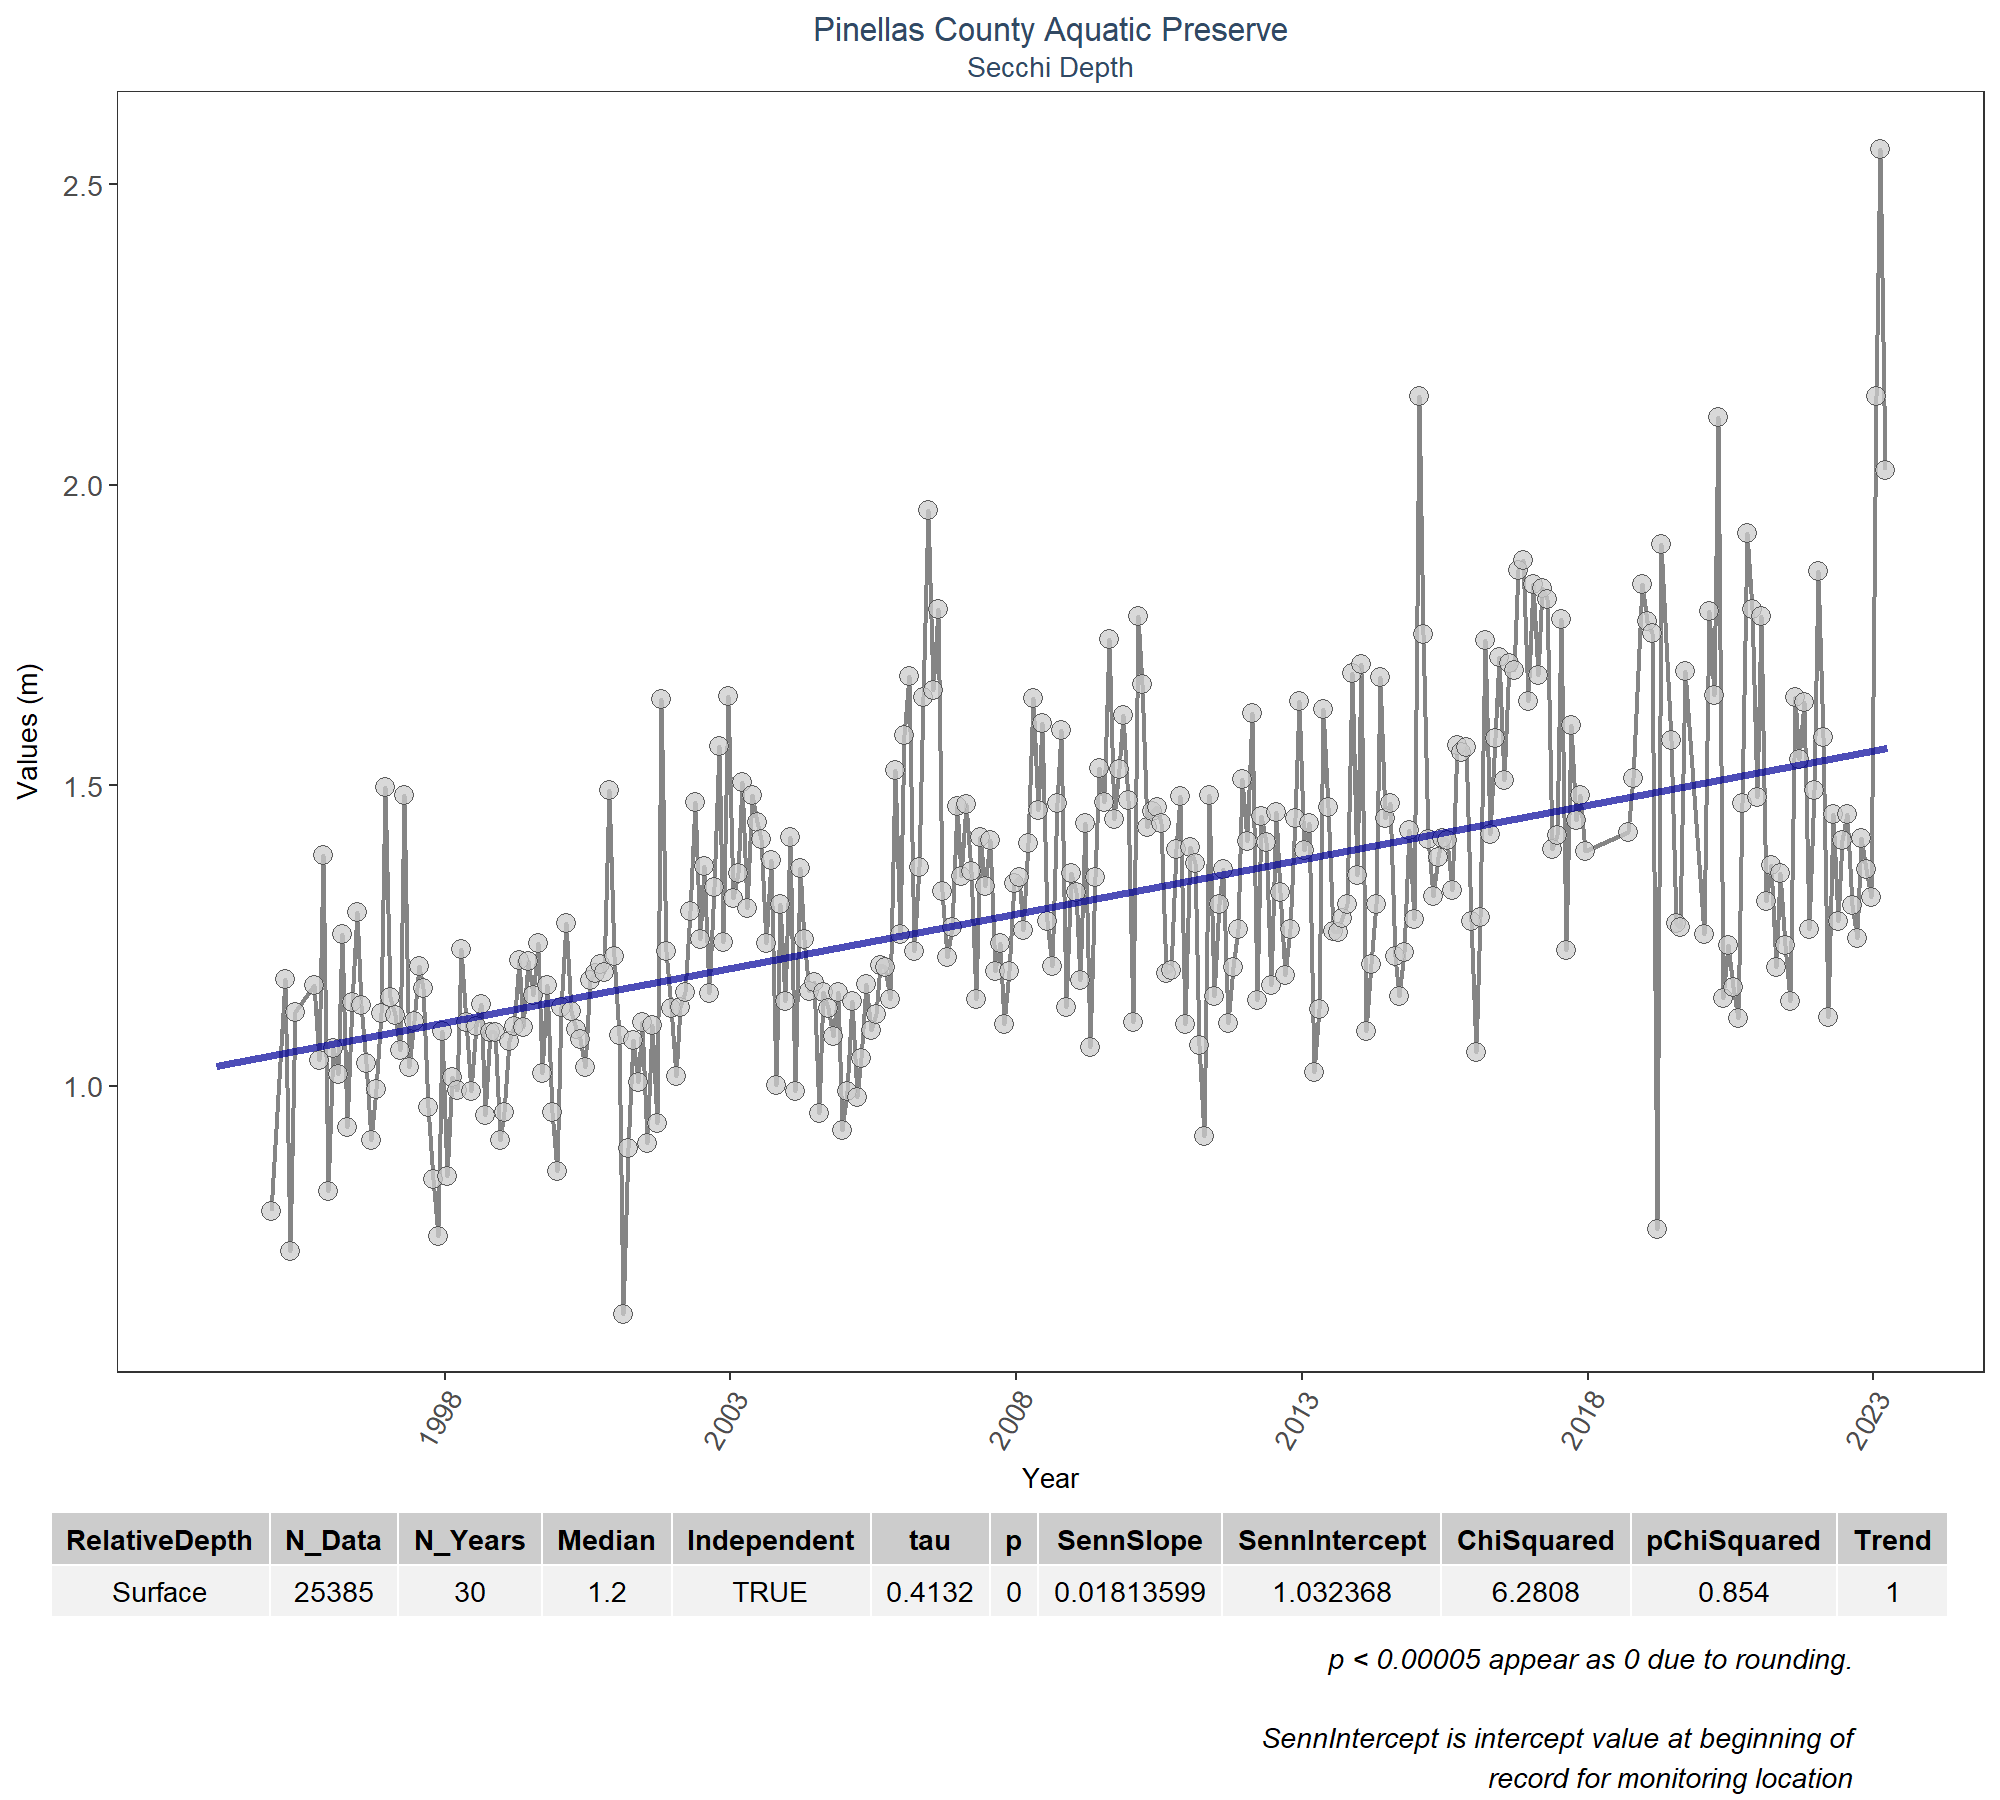 Pinellas County Aquatic Preserve
Secchi Depth
Values (m)
2.5
2.0
1.5
1.0
1998 2003 2008 2013 2018 2023
Year
RelativeDepth N_Data N_Years Median Independent tau p SennSlope SennIntercept ChiSquared pChiSquared Trend
Surface 25385 30 1.2 TRUE 0.4132 0 0.01813599 1.032368 6.2808 0.854 1
p < 0.00005 appear as 0 due to rounding.
SennIntercept is intercept value at beginning of
record for monitoring location